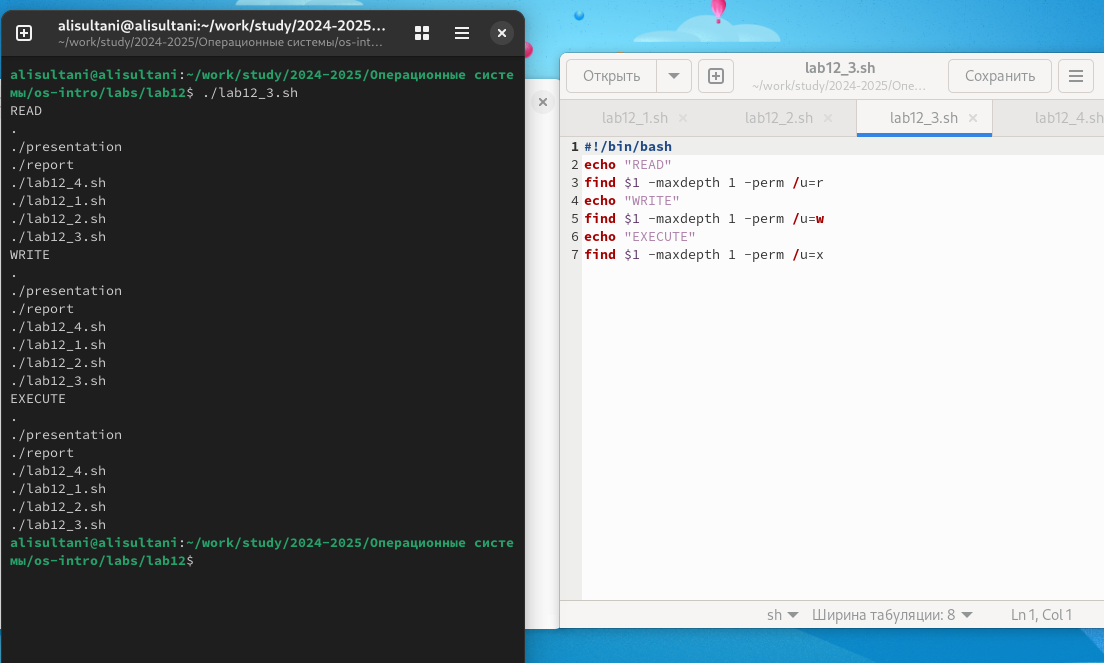 alisultani@alisultani:~/work/study/2024-2025...
~/work/study/2024-2025/Операционные системы/os-int...
alisultani@alisultani:~/work/study/2024-2025/Операционные систе
мы/os-intro/labs/lab12$ ./lab12_3.sh
READ
.
./presentation
./report
./lab12_4.sh
./lab12_1.sh
./lab12_2.sh
./lab12_3.sh
WRITE
.
./presentation
./report
./lab12_4.sh
./lab12_1.sh
./lab12_2.sh
./lab12_3.sh
EXECUTE
.
./presentation
./report
./lab12_4.sh
./lab12_1.sh
./lab12_2.sh
./lab12_3.sh
alisultani@alisultani:~/work/study/2024-2025/Операционные систе
мы/os-intro/labs/lab12$
Открыть
lab12_3.sh
~/work/study/2024-2025/Опе...
Сохранить
lab12_1.sh
lab12_2.sh
lab12_3.sh
lab12_4.sh
1 #!/bin/bash
2 echo "READ"
3 find $1 -maxdepth 1 -perm /u=r
4 echo "WRITE"
5 find $1 -maxdepth 1 -perm /u=w
6 echo "EXECUTE"
7 find $1 -maxdepth 1 -perm /u=x
sh
Ширина табуляции: 8
Ln 1, Col 1